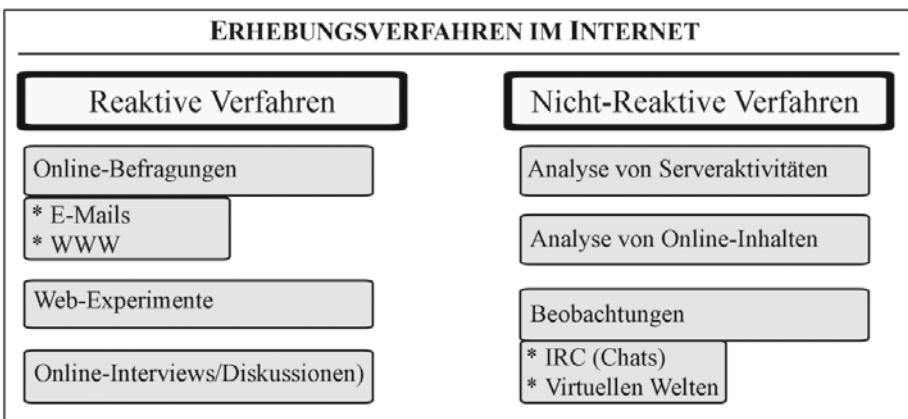 ERHEBUNGSVERFAHREN IM INTERNET
Reaktive Verfahren
Online-Befragungen
* E-Mails
* WWW
Web-Experimente
Online-Interviews/Diskussionen)
Nicht-Reaktive Verfahren
Analyse von Serveraktivitäten
Analyse von Online-Inhalten
Beobachtungen
* IRC (Chats)
* Virtuellen Welten